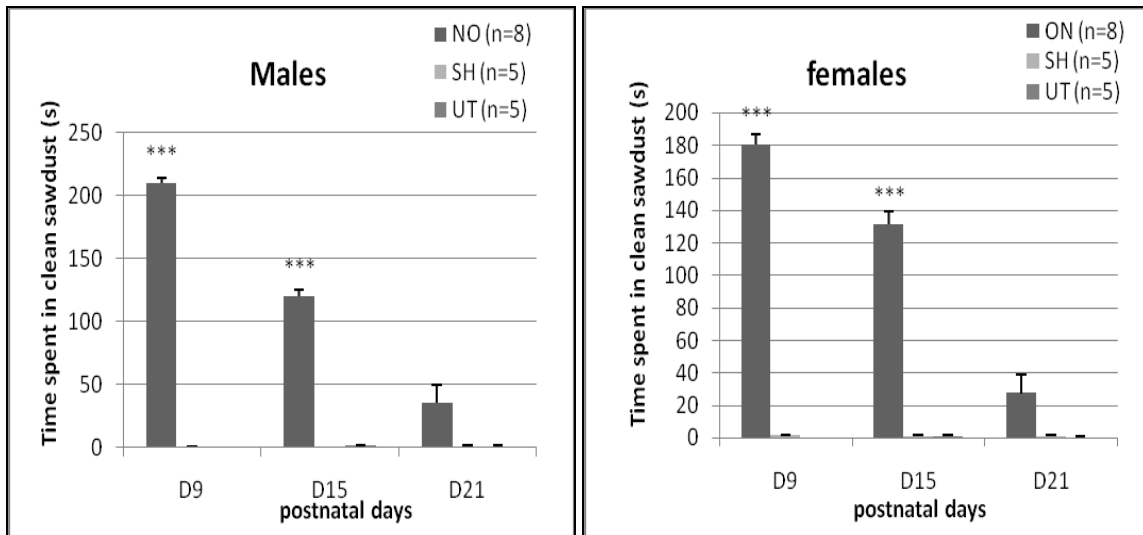 NO (n=8)
SH (n=5)
UT (n=5)
Males
Time spent in clean sawdust (s)
250
200
150
100
50
0
***
***
D9
D15
D21
postnatal days
ON (n=8)
SH (n=5)
UT (n=5)
females
Time spent in clean sawdust (s)
200
180
160
140
120
100
80
60
40
20
0
***
***
D9
D15
D21
postnatal days